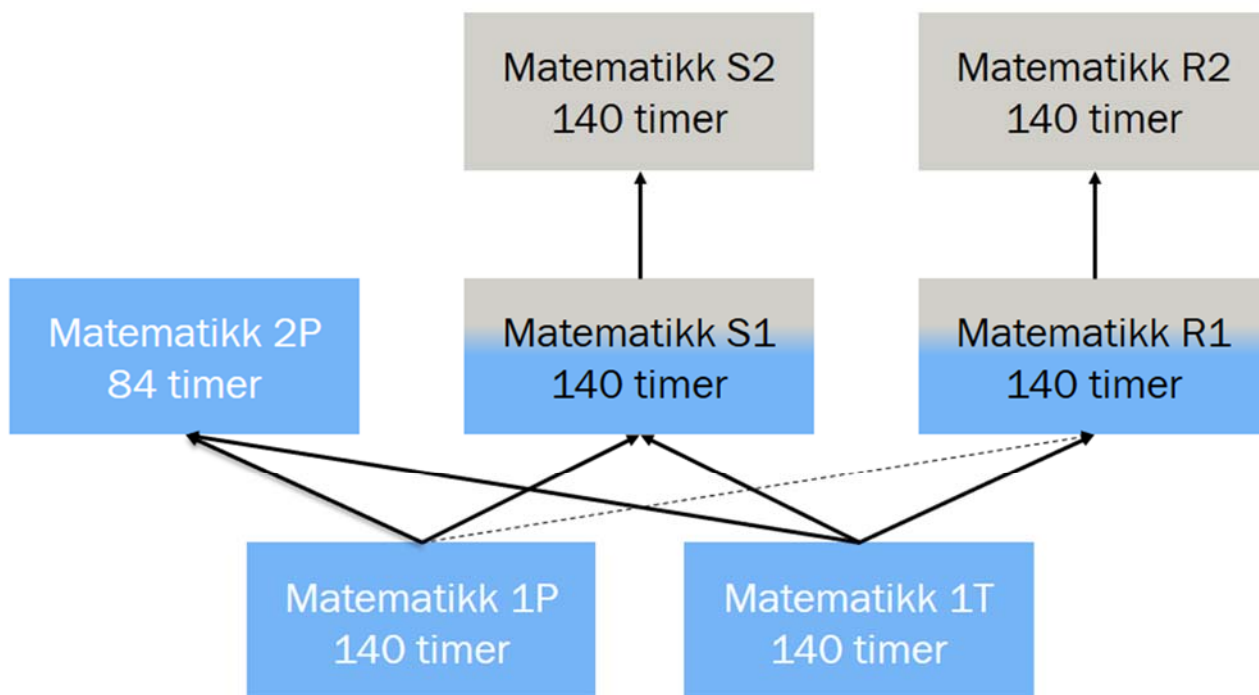 Matematikk S2
140 timer
Matematikk R2
140 timer
Matematikk 2P
84 timer
Matematikk S1
140 timer
Matematikk R1
140 timer
Matematikk 1P
140 timer
Matematikk 1T
140 timer